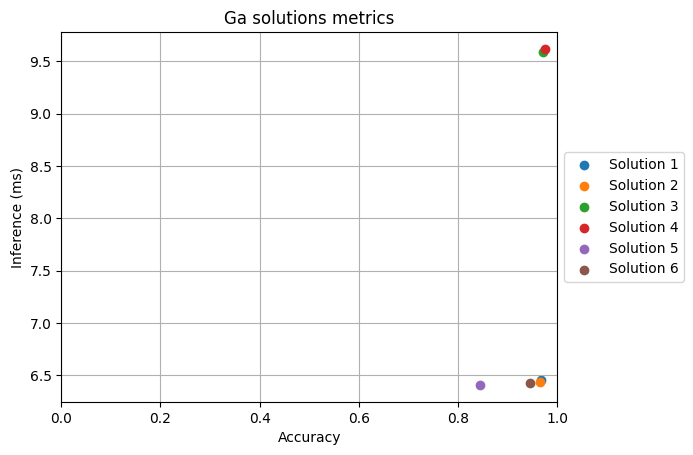 Ga solutions metrics
Inference (ms)
9.5
9.0
8.5
8.0
7.5
7.0
6.5
0.0 0.2 0.4 0.6 0.8 1.0
Accuracy
Solution 1
Solution 2
Solution 3
Solution 4
Solution 5
Solution 6